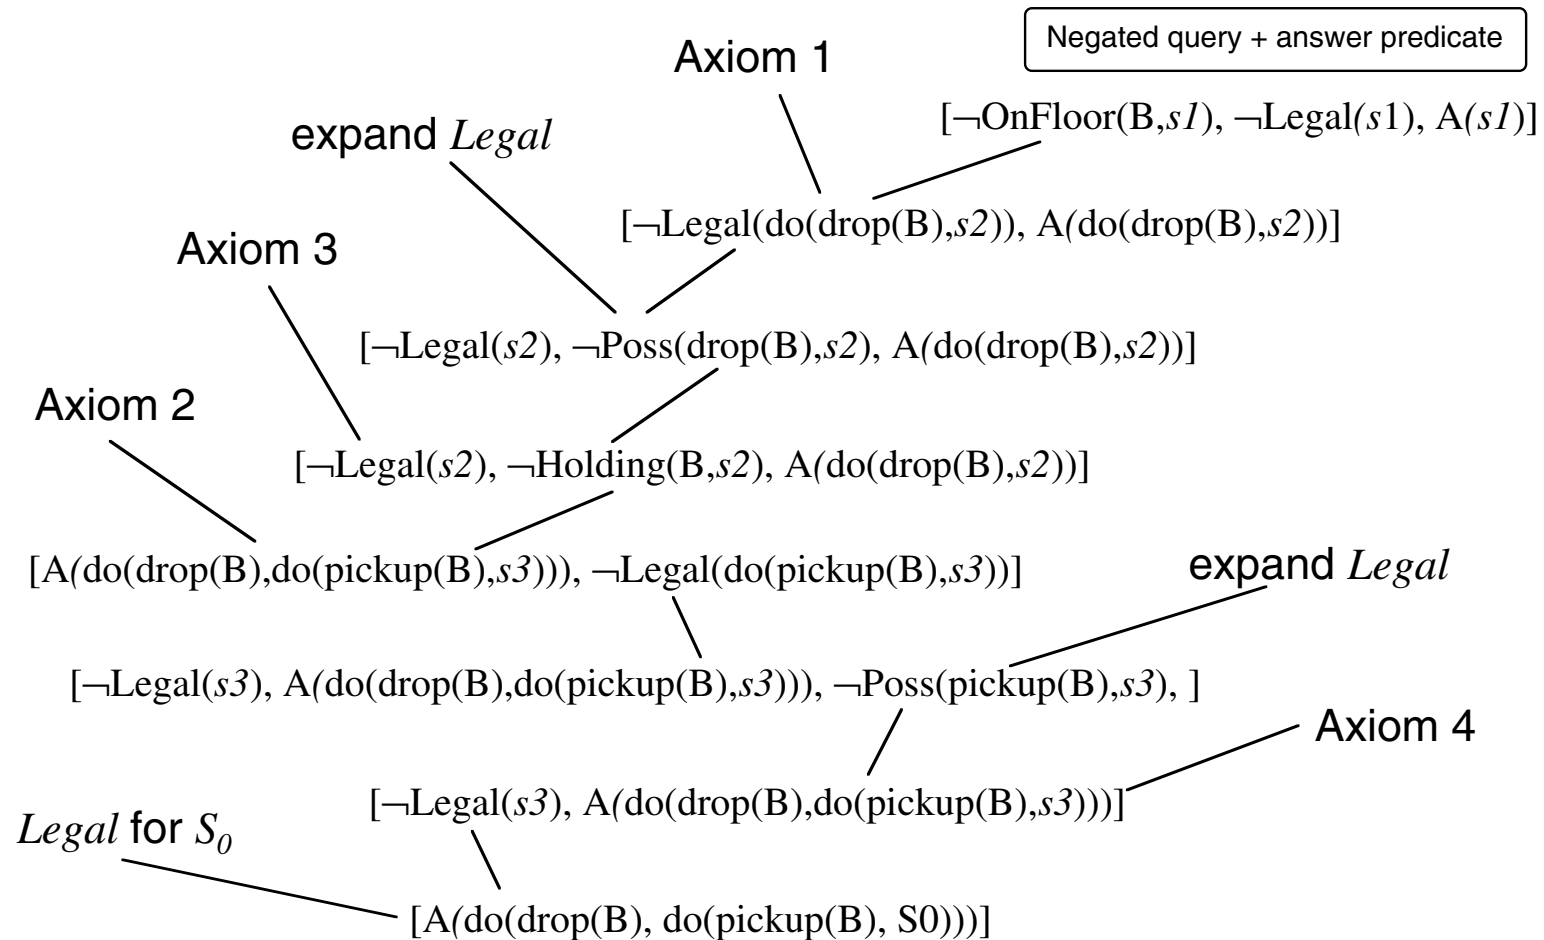 Negated query + answer predicate
Axiom 1
[¬OnFloor(B,s1), ¬Legal(s1), A(s1)]
expand Legal
[¬Legal(do(drop(B),s2)), A(do(drop(B),s2))]
Axiom 3
[¬Legal(s2), ¬Poss(drop(B),s2), A(do(drop(B),s2))]
Axiom 2
[¬Legal(s2), ¬Holding(B,s2), A(do(drop(B),s2))]
[A(do(drop(B),do(pickup(B),s3))), ¬Legal(do(pickup(B),s3))]
expand Legal
[¬Legal(s3), A(do(drop(B),do(pickup(B),s3))), ¬Poss(pickup(B),s3), ]
Axiom 4
[¬Legal(s3), A(do(drop(B),do(pickup(B),s3)))]
Legal for S0
[A(do(drop(B), do(pickup(B), S0)))]